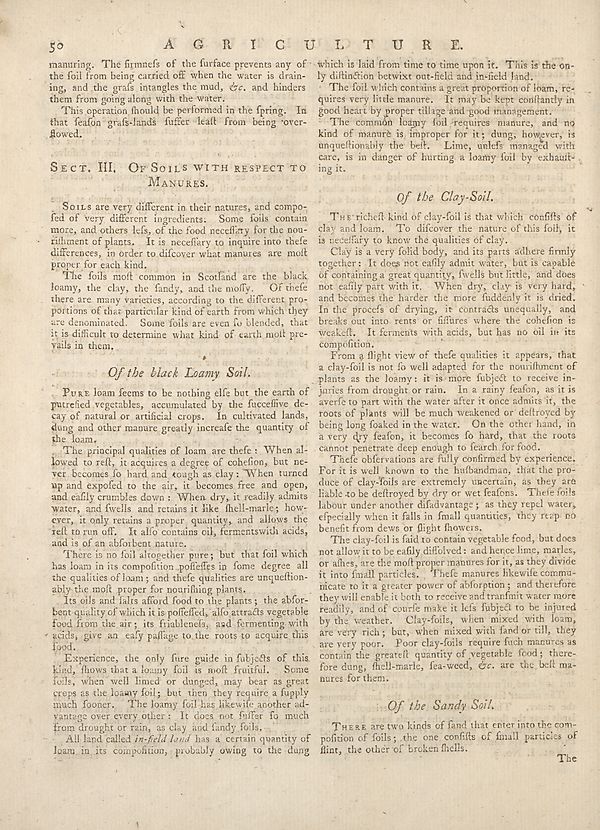 50 A G R I C U L T U R E.
manuring. The firmneſs of the ſurface prevents any of
the ſoil from being carried off when the water is drain-
ing, and the graſs intangles the mud, &c. and hinders
them from going along with the water.
This operation ſhould be performed in the ſpring. In
that ſeaſon graſs-lands ſuffer leaſt from being over-
flowed.
SECT. III. OF SOILS WITH RESPECT TO
MANURES.
SOILS are very different in their natures, and compo-
ſed of very different ingredients. Some ſoils contain
more, and others leſs, of the food neceſſary for the nou-
riſhment of plants. It is neceſſary to inquire into theſe
differences, in order to diſcover what manures are moſt
proper for each kind.
The ſoils moſt common in Scotland are the black
loamy, the clay, the ſandy, and the moſſy. Of theſe
there are many varieties, according to the different pro-
portions of that particular kind of earth from which they
are denominated. Some ſoils are even ſo blended, that
it is difficult to determine what kind of earth moſt pre-
vails in them.
Of the black Loamy Soil.
PURE loam ſeems to be nothing elſe but the earth of
putrefied vegetables, accumulated by the ſucceſſive de-
cay of natural or artificial crops. In cultivated lands,
dung and other manure greatly increaſe the quantity of
the loam.
The principal qualities of loam are theſe: When al-
lowed to reſt, it acquires a degree of coheſion, but ne-
ver becomes ſo hard and tough as clay: When turned
up and expoſed to the air, it becomes free and open,
and eaſily crumbles down: When dry, it readily admits
water, and ſwells and retains it like ſhell-marle; how-
ever, it only retains a proper quantity, and allows the
reſt to run off. It alſo contains oil, ferments with acids,
and is of an abſorbent nature.
There is no ſoil altogether pure; but that ſoil which
has loam in its compoſition poſſeſſes in ſome degree all
the qualities of loam; and theſe qualities are unqueſtion-
ably the moſt proper for nouriſhing plants.
Its oils and ſalts afford food to the plants; the abſor-
bent quality of which it is poſſeſſed, alſo attracts vegetable
food from the air; its friableneſs, and fermenting with
acids, give an eaſy paſſage to the roots to acquire this
food.
Experience, the only ſure guide in ſubjects of this
kind, ſhows that a loamy ſoil is moſt fruitful. Some
ſoils, when well limed or dunged, may bear as great
crops as the loamy ſoil; but then they require a ſupply
much ſooner. The loamy ſoil has likewiſe another ad-
vantage over every other: It does not ſuffer ſo much
from drought or rain, as clay and ſandy ſoils.
All land called in-field land has a certain quantity of
loam in its compoſition, probably owing to the dung
which is laid from time to time upon it. This is the on-
ly diſtinction betwixt out-field and in-field land.
The ſoil which contains a great proportion of loam, re-
quires very little manure. It may be kept conſtantly in
good heart by proper tillage and good management.
The common loamy ſoil requires manure, and no
kind of manure is improper for it; dung, however, is
unqueſtionably the beſt. Lime, unleſs managed with
care, is in danger of hurting a loamy ſoil by exhauſt-
ing it.
Of the Clay-Soil.
THE richeſt kind of clay-ſoil is that which conſiſts of
clay and loam. To diſcover the nature of this ſoil, it
is neceſſary to know the qualities of clay.
Clay is a very ſolid body, and its parts adhere firmly
together: It does not eaſily admit water, but is capable
of containing a great quantity, ſwells but little, and does
not eaſily part with it. When dry, clay is very hard,
and becomes the harder the more ſuddenly it is dried.
In the proceſs of drying, it contracts unequally, and
breaks out into rents or fiſſures where the coheſion is
weakeſt. It ferments with acids, but has no oil in its
compoſition.
From a ſlight view of theſe qualities it appears, that
a clay-ſoil is not ſo well adapted for the nouriſhment of
plants as the loamy: it is more ſubject to receive in-
juries from drought or rain. In a rainy ſeaſon, as it is
averſe to part with the water after it once admits it, the
roots of plants will be much weakened or deſtroyed by
being long ſoaked in the water. On the other hand, in
a very dry ſeaſon, it becomes ſo hard, that the roots
cannot penetrate deep enough to ſearch for food.
Theſe obſervations are fully confirmed by experience.
For it is well known to the huſbandman, that the pro-
duce of clay-ſoils are extremely uncertain, as they are
liable to be deſtroyed by dry or wet ſeaſons. Theſe ſoils
labour under another diſadvantage; as they repel water,
eſpecially when it falls in ſmall quantities, they reap no
benefit from dews or ſlight ſhowers.
The clay-ſoil is ſaid to contain vegetable food, but does
not allow it to be eaſily diſſolved: and hence lime, marles,
or aſhes, are the moſt proper manures for it, as they divide
it into ſmall particles. Theſe manures likewiſe commu-
nicate to it a greater power of abſorption; and therefore
they will enable it both to receive and tranſmit water more
readily, and of courſe make it leſs ſubject to be injured
by the weather. Clay-ſoils, when mixed with loam,
are very rich; but, when mixed with ſand or till, they
are very poor. Poor clay-ſoils require ſuch manures as
contain the greateſt quantity of vegetable food; there-
fore dung, ſhell-marle, ſea-weed, &c. are the beſt ma-
nures for them.
Of the Sandy Soil.
THERE are two kinds of ſand that enter into the com-
poſition of ſoils; the one conſiſts of ſmall particles of
flint, the other of broken ſhells.
The